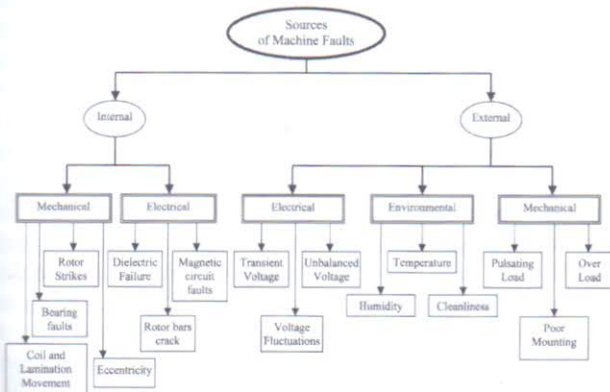 Sources
of Machine Faults
Internal
External
Mechanical
Electrical
Electrical
Environmental
Mechanical
Rotor
Strikes
Dielectric
Failure
Magnetic
circuit
faults
Transient
Voltage
Unbalanced
Voltage
Temperature
Pulsating
Load
Over
Load
Bearing
faults
Rotor bars
crack
Voltage
Fluctuations
Humidity
Cleanliness
Poor
Mounting
Coil and
Lamination
Movement
Eccentricity